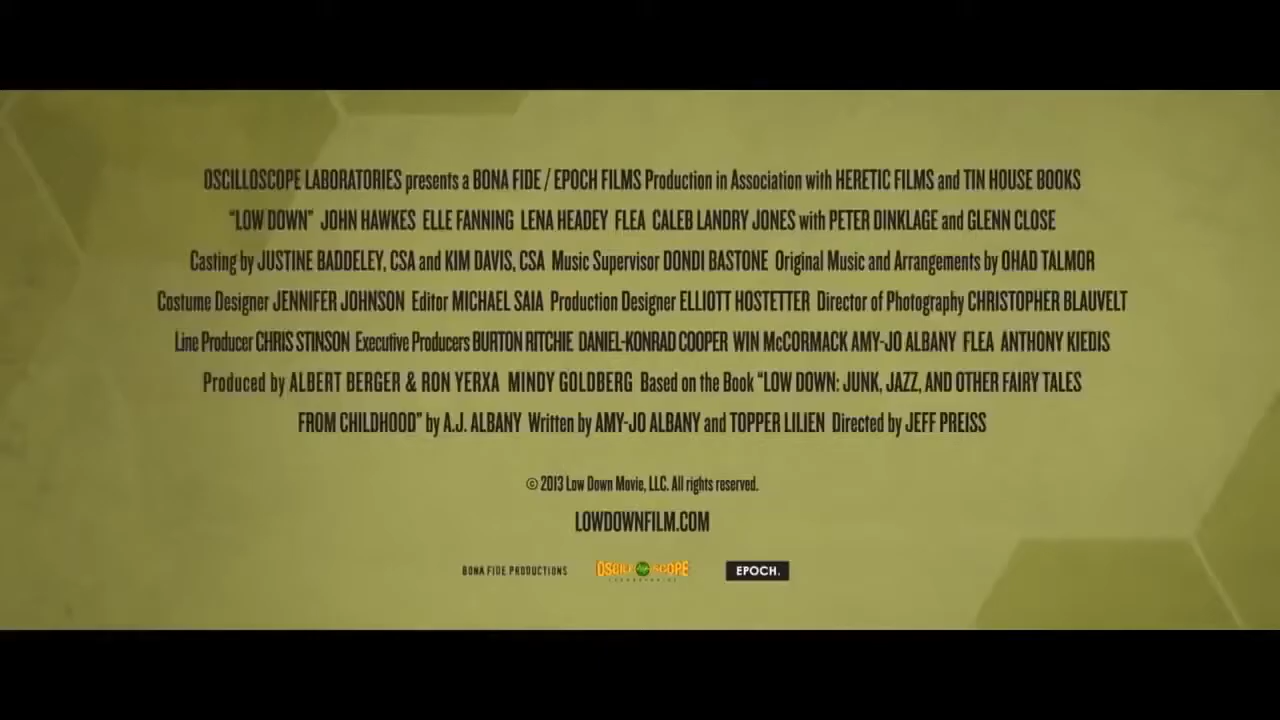 OSCILLOSCOPE LABORATORIES presents a BONA FIDE / EPOCH FILMS Production in Association with HERETIC FILMS and TIN HOUSE BOOKS
"LOW DOWN" JOHN HAWKES ELLE FANNING LENA HEADEY FLEA CALEB LANDRY JONES with PETER DINKLAGE and GLENN CLOSE
Casting by JUSTINE BADDELEY, CSA and KIM DAVIS, CSA Music Supervisor DONDI BASTONE Original Music and Arrangements by OHAD TALMOR
Costume Designer JENNIFER JOHNSON Editor MICHAEL SAIA Production Designer ELLIOTT HOSTETTER Director of Photography CHRISTOPHER BLAUVELT
Line Producer CHRIS STINSON Executive Producers BURTON RITCHIE DANIEL-KONRAD COOPER WIN McCORMACK AMY-JO ALBANY FLEA ANTHONY KIEDIS
Produced by ALBERT BERGER & RON YERXA MINDY GOLDBERG Based on the Book "LOW DOWN: JUNK, JAZZ, AND OTHER FAIRY TALES
FROM CHILDHOOD" by A.J. ALBANY Written by AMY-JO ALBANY and TOPPER LILIEN Directed by JEFF PREISS
© 2013 Low Down Movie, LLC. All rights reserved.
LOWDOWNFILM.COM
BONA FIDE PRODUCTIONS OSCILLOSCOPE EPOCH.